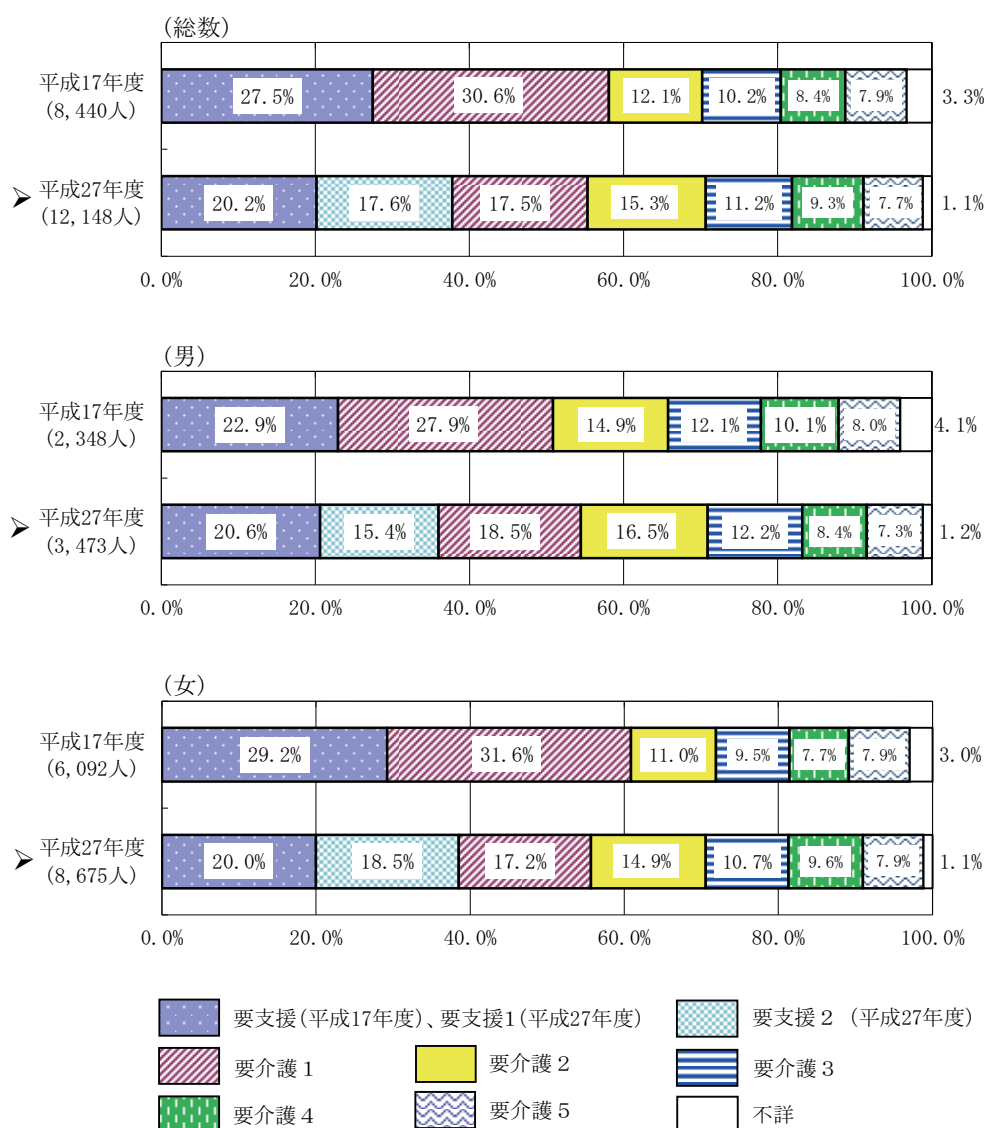 (総数)
平成17年度
(8,440人)
27.5% 30.6% 12.1% 10.2% 8.4% 7.9% 3.3%
➢ 平成27年度
(12,148人)
20.2% 17.6% 17.5% 15.3% 11.2% 9.3% 7.7% 1.1%
0.0% 20.0% 40.0% 60.0% 80.0% 100.0%
(男)
平成17年度
(2,348人)
22.9% 27.9% 14.9% 12.1% 10.1% 8.0% 4.1%
➢ 平成27年度
(3,473人)
20.6% 15.4% 18.5% 16.5% 12.2% 8.4% 7.3% 1.2%
0.0% 20.0% 40.0% 60.0% 80.0% 100.0%
(女)
平成17年度
(6,092人)
29.2% 31.6% 11.0% 9.5% 7.7% 7.9% 3.0%
➢ 平成27年度
(8,675人)
20.0% 18.5% 17.2% 14.9% 10.7% 9.6% 7.9% 1.1%
0.0% 20.0% 40.0% 60.0% 80.0% 100.0%
要支援(平成17年度)、要支援1(平成27年度) 要支援２ (平成27年度)
要介護１ 要介護２ 要介護３
要介護４ 要介護５ 不詳